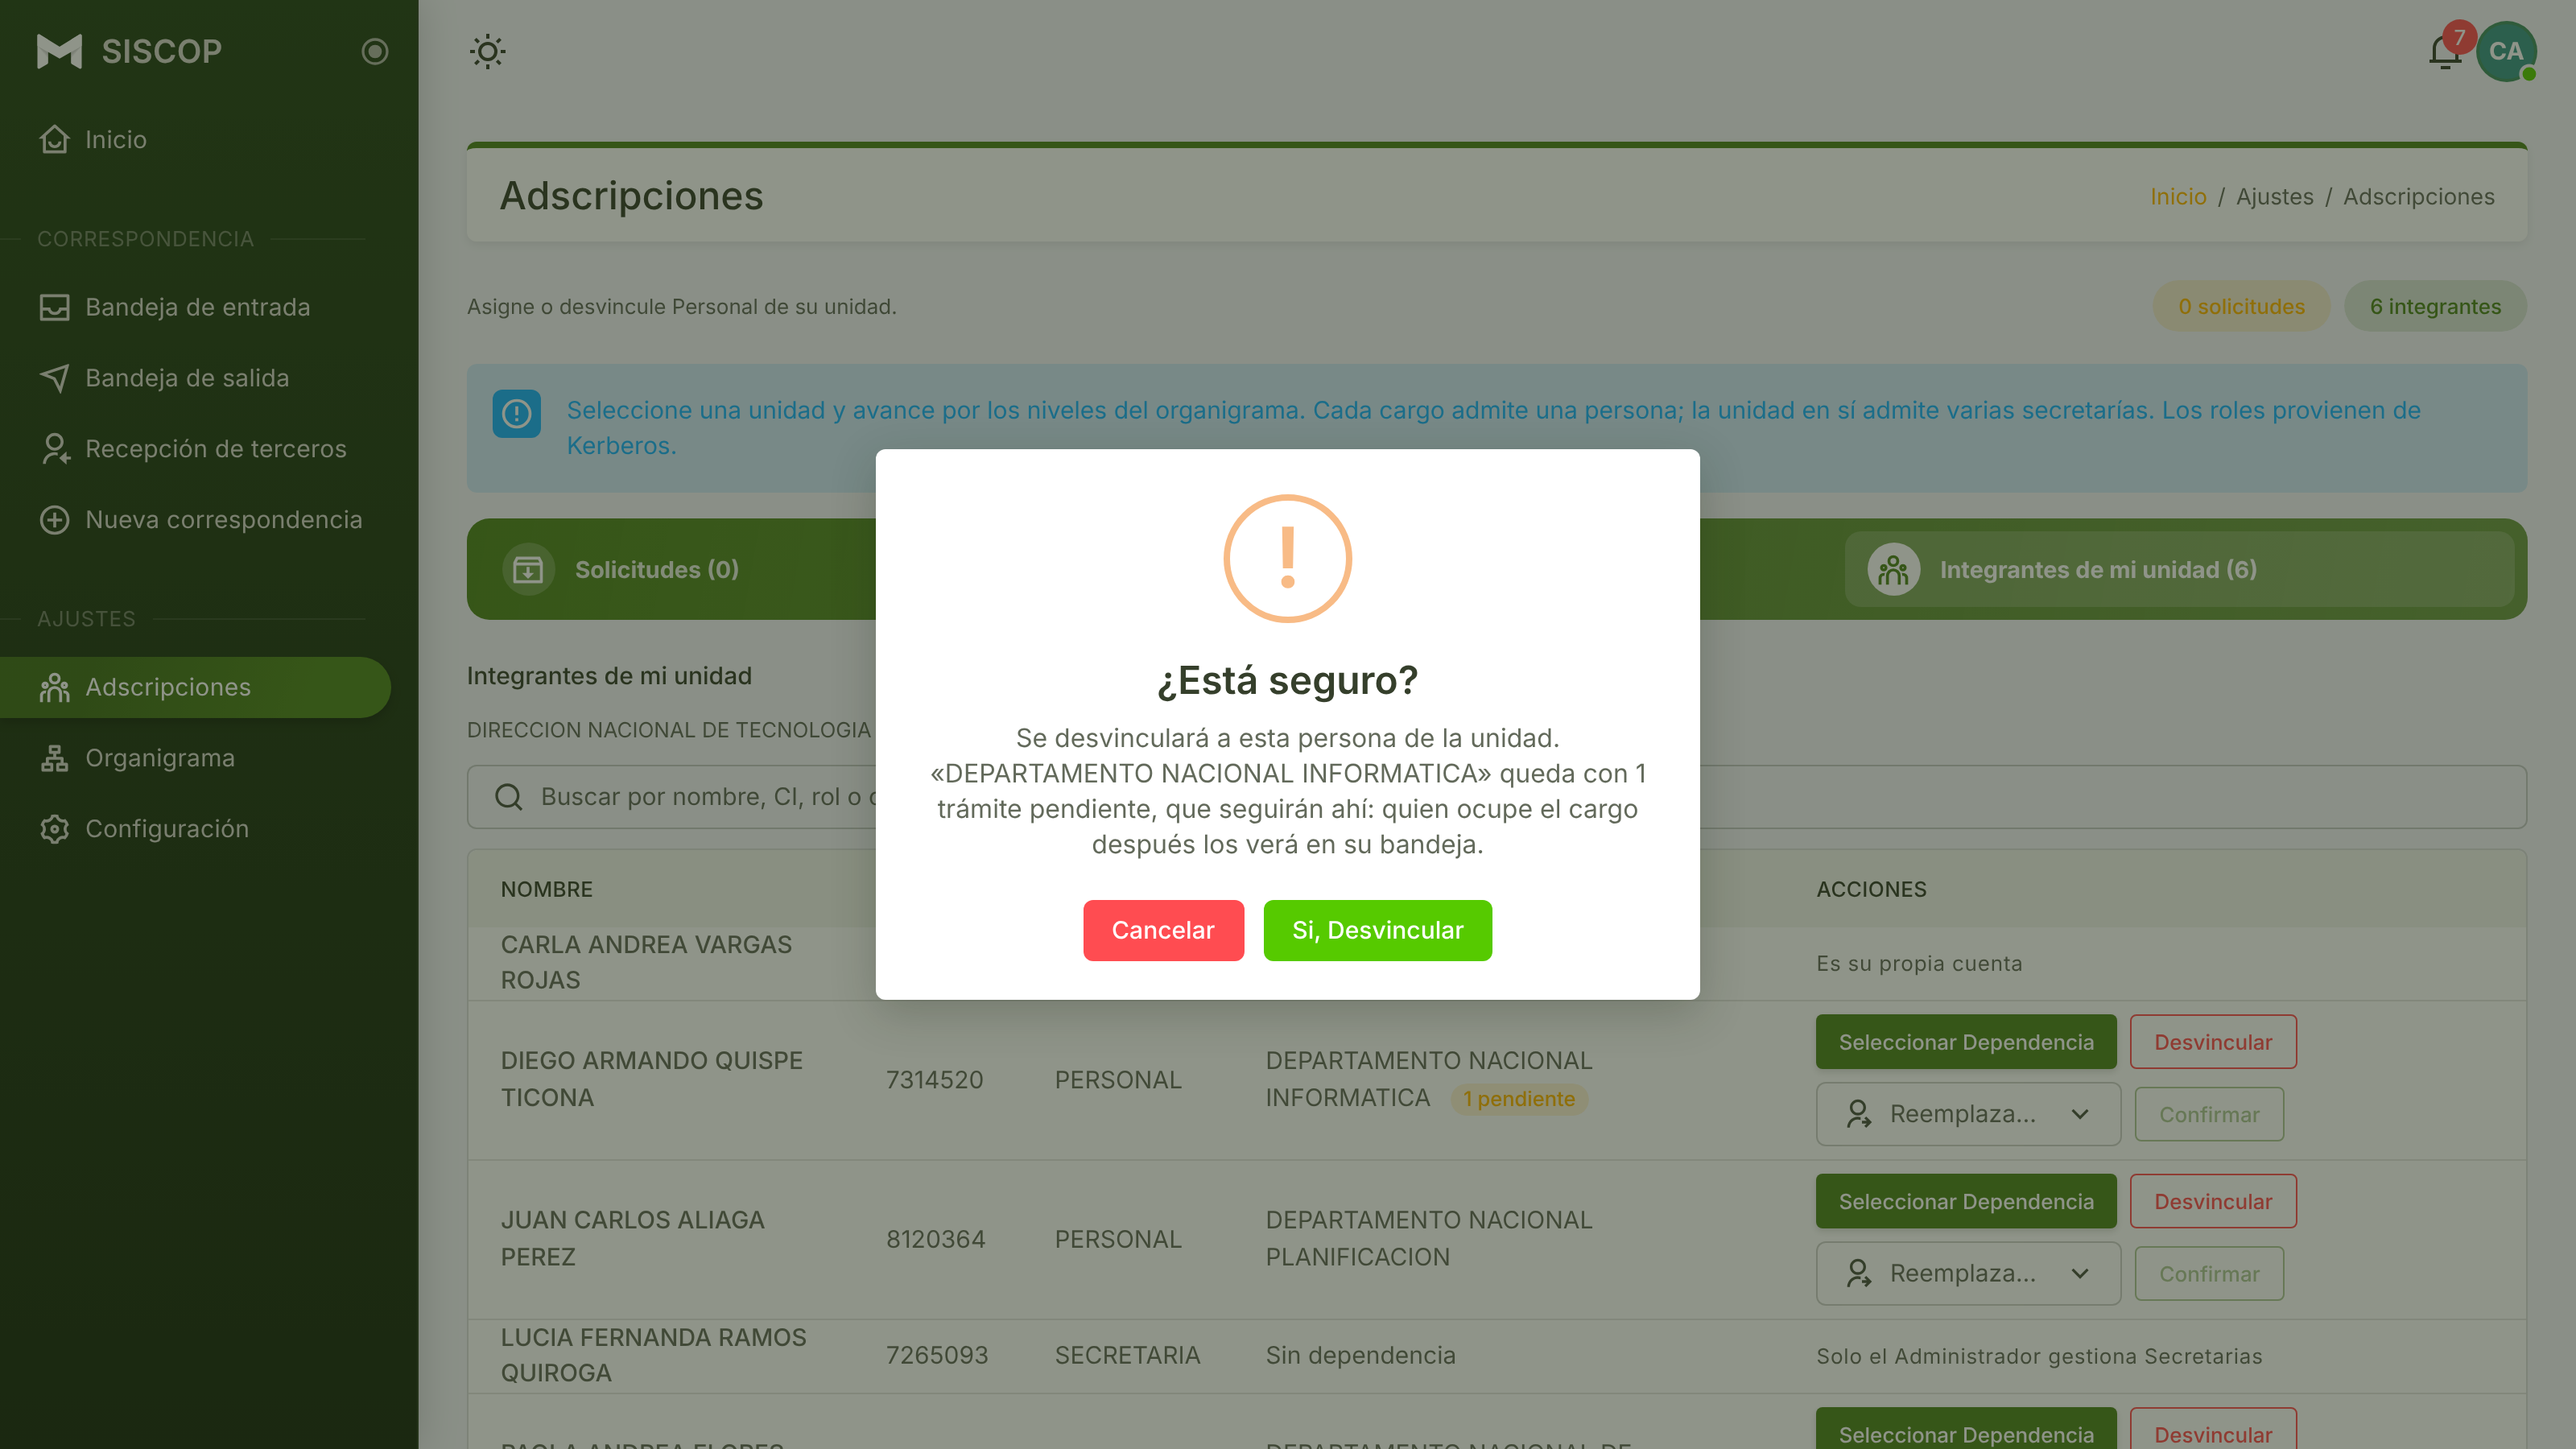 SISCOP
7
CA
Inicio
CORRESPONDENCIA
Bandeja de entrada
Bandeja de salida
Recepción de terceros
Nueva correspondencia
AJUSTES
Adscripciones
Organigrama
Configuración
Adscripciones
Inicio / Ajustes / Adscripciones
Asigne o desvincule Personal de su unidad.
0 solicitudes
6 integrantes
Seleccione una unidad y avance por los niveles del organigrama. Cada cargo admite una persona; la unidad en sí admite varias secretarías. Los roles provienen de
Kerberos.
Solicitudes (0)
Integrantes de mi unidad (6)
Integrantes de mi unidad
DIRECCION NACIONAL DE TECNOLOGIA
Buscar por nombre, CI, rol o
¿Está seguro?
Se desvinculará a esta persona de la unidad.
«DEPARTAMENTO NACIONAL INFORMATICA» queda con 1
trámite pendiente, que seguirán ahí: quien ocupe el cargo
después los verá en su bandeja.
Cancelar
Si, Desvincular
NOMBRE
ACCIONES
CARLA ANDREA VARGAS
ROJAS
Es su propia cuenta
DIEGO ARMANDO QUISPE
TICONA
7314520
PERSONAL
DEPARTAMENTO NACIONAL
INFORMATICA
1 pendiente
Seleccionar Dependencia
Desvincular
Reemplaza...
Confirmar
JUAN CARLOS ALIAGA
PEREZ
8120364
PERSONAL
DEPARTAMENTO NACIONAL
PLANIFICACION
Seleccionar Dependencia
Desvincular
Reemplaza...
Confirmar
LUCIA FERNANDA RAMOS
QUIROGA
7265093
SECRETARIA
Sin dependencia
Solo el Administrador gestiona Secretarias
Seleccionar Dependencia
Desvincular